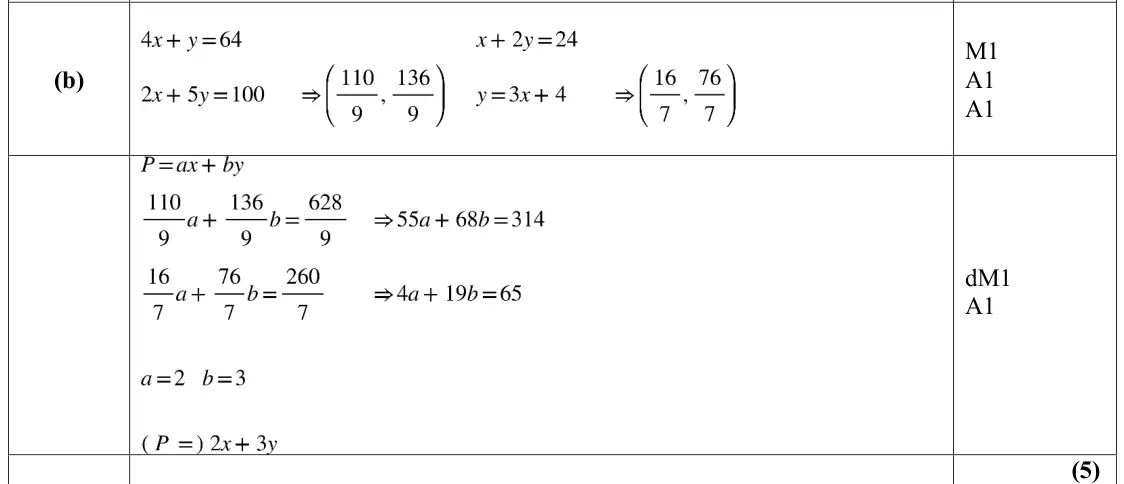 (b)
4x + y = 64 x + 2y = 24
2x + 5y = 100 ⇒ (110/9, 136/9) y = 3x + 4 ⇒ (16/7, 76/7)
M1
A1
A1
P = ax + by
110/9 a + 136/9 b = 628/9 ⇒ 55a + 68b = 314
16/7 a + 76/7 b = 260/7 ⇒ 4a + 19b = 65
a = 2 b = 3
( P =) 2x + 3y
dM1
A1
(5)